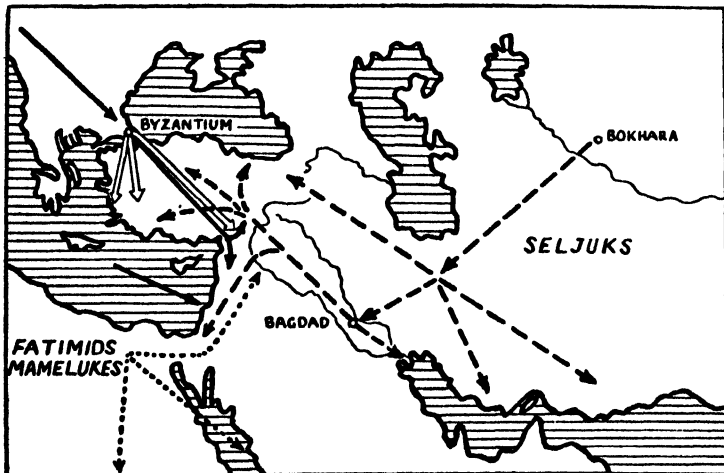 BYZANTIUM
BOKHARA
SELJUKS
BAGDAD
FATIMIDS
MAMELUKES